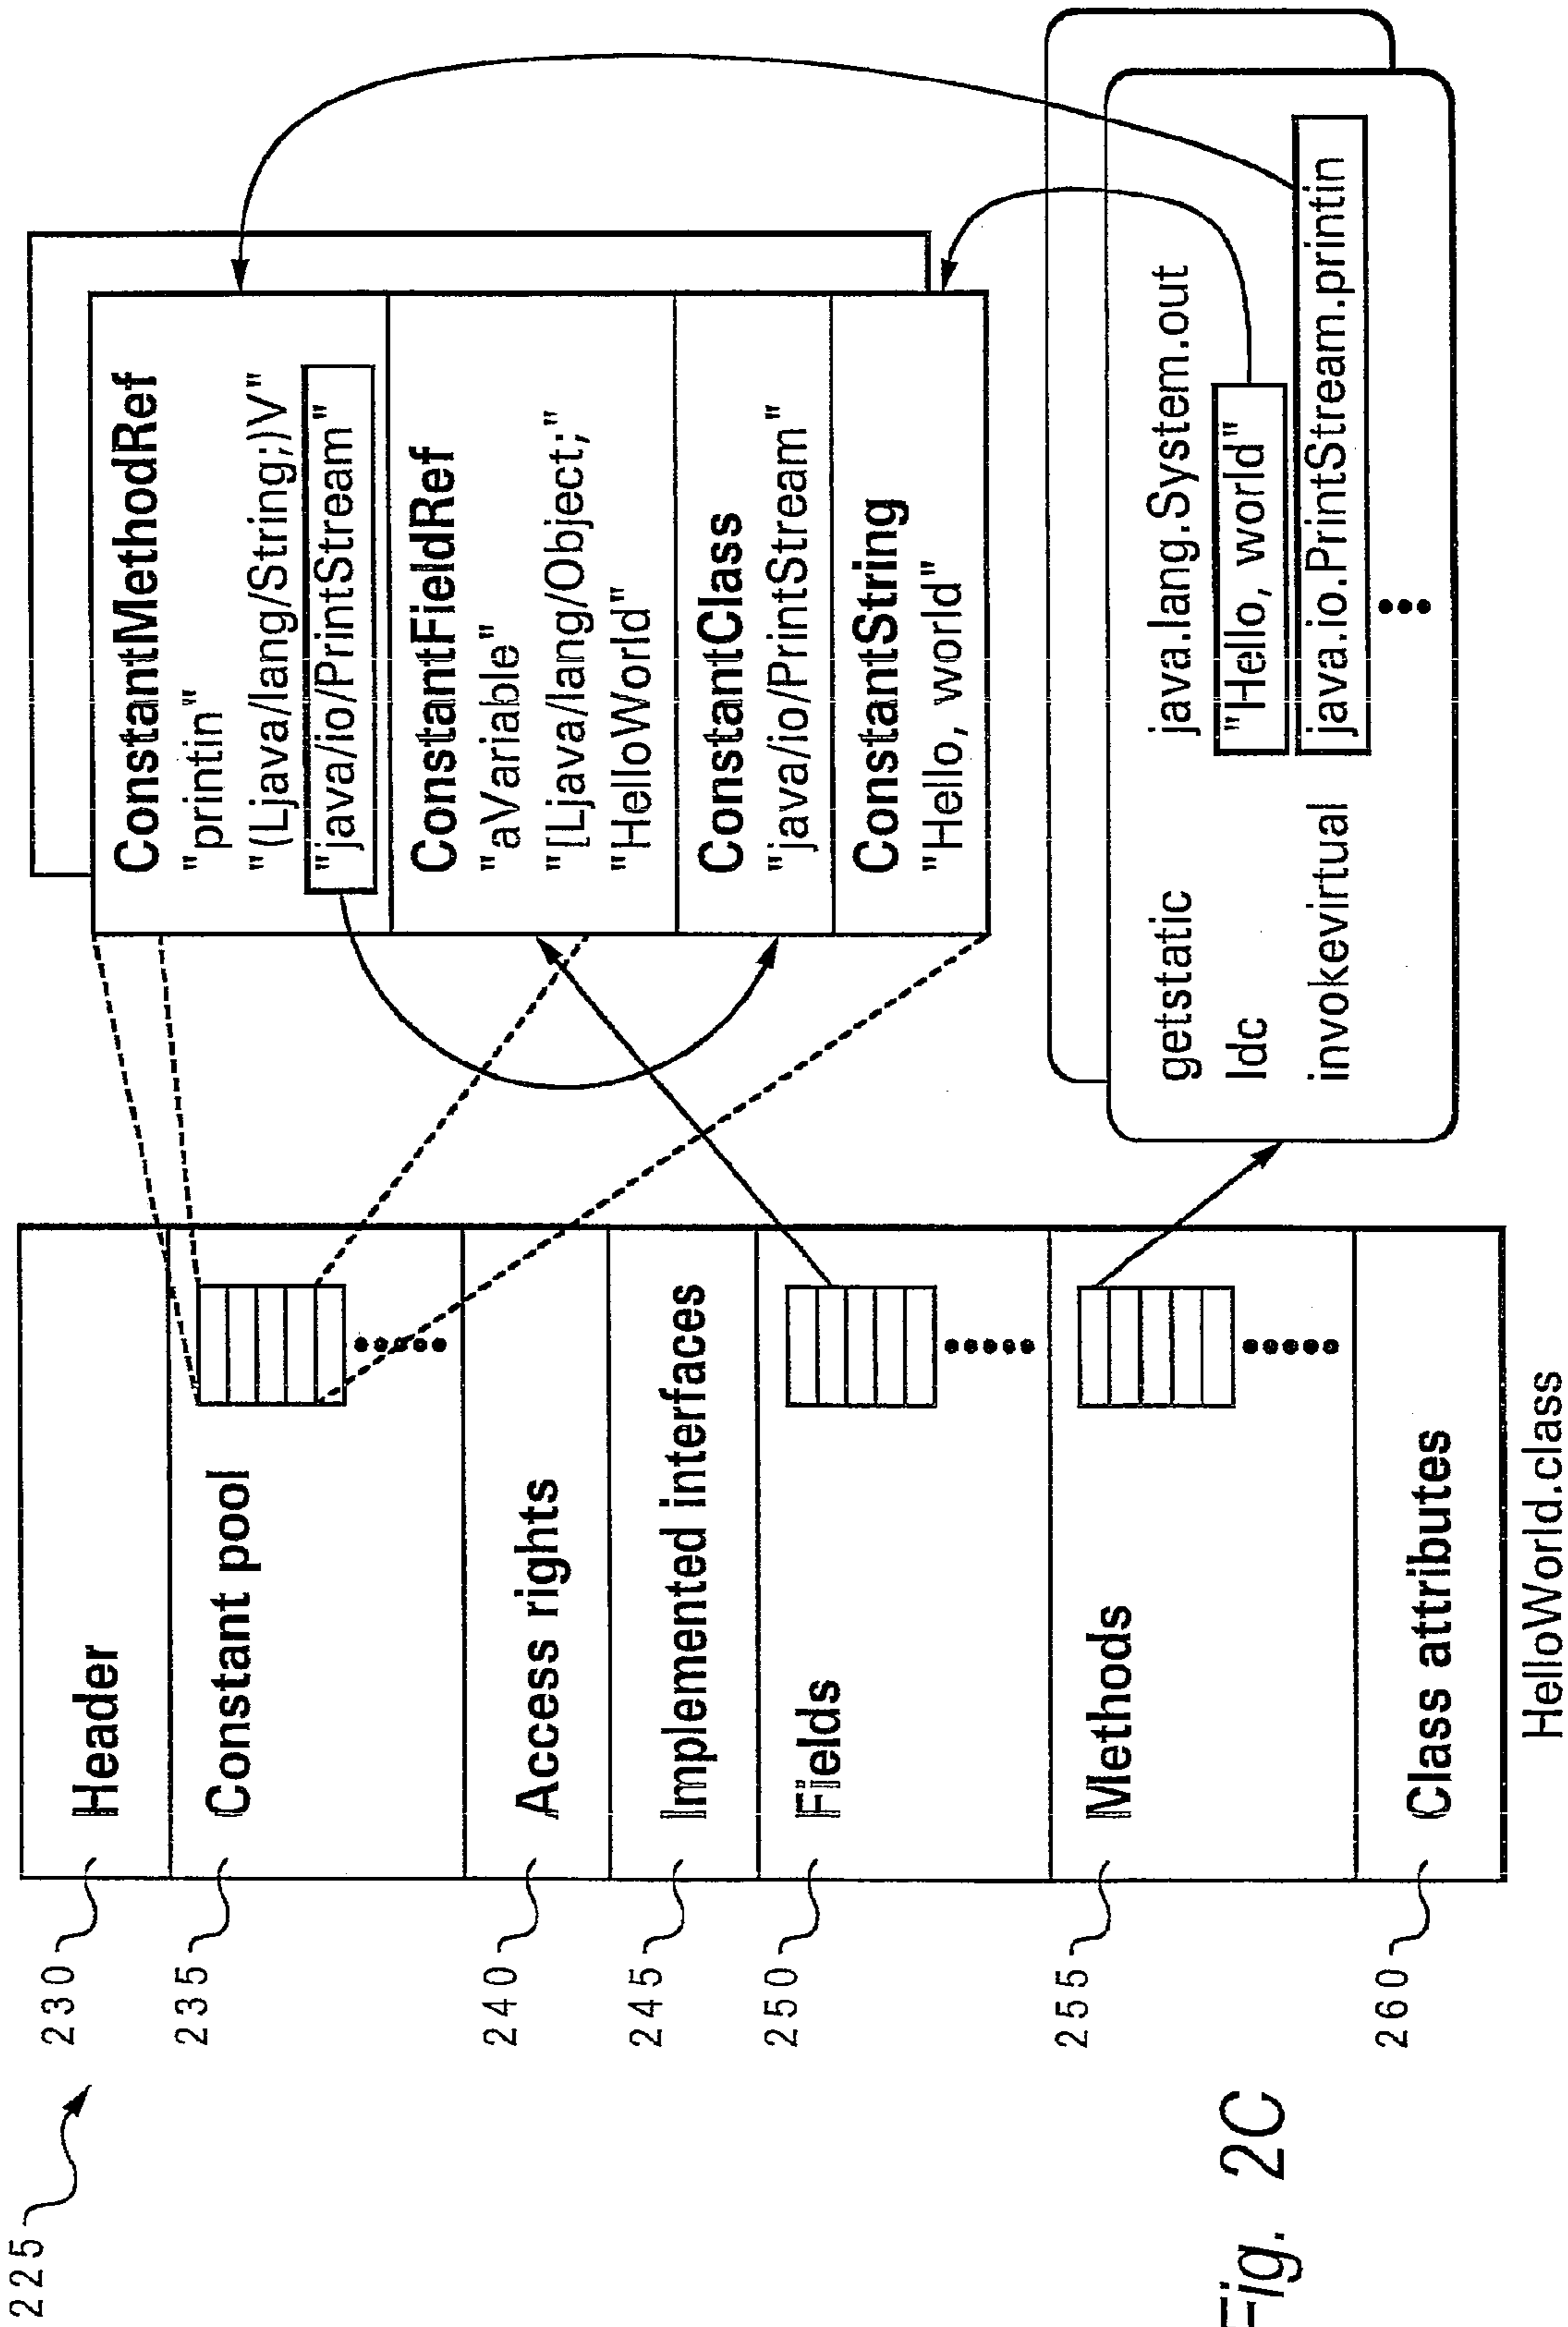 225
230
Header
235
Constant pool
240
Access rights
245
Implemented interfaces
250
Fields
255
Methods
260
Class attributes
HelloWorld.class
ConstantMethodRef
"printin"
"(Ljava/lang/String;)V"
"java/io/PrintStream"
ConstantFieldRef
"aVariable"
"[Ljava/lang/Object;"
"HelloWorld"
ConstantClass
"java/io/PrintStream"
ConstantString
"Hello, world"
getstatic java.lang.System.out
ldc "Hello, world"
invokevirtual java.io.PrintStream.printin
Fig. 2C